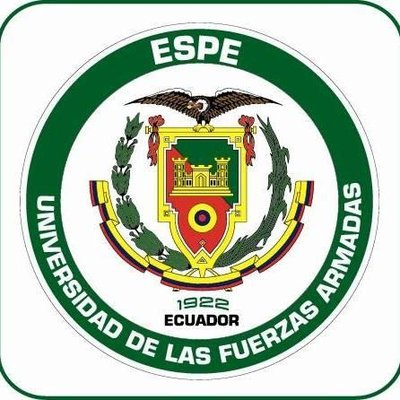 ESPE
UNIVERSIDAD DE LAS FUERZAS ARMADAS
1922
ECUADOR